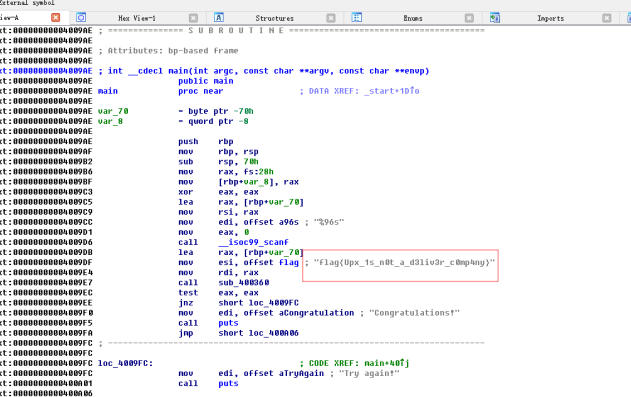 External symbol
iew-A Hex View-1 Structures Enums Imports
xt:00000000004009AE ; =============== S U B R O U T I N E =======================================
xt:00000000004009AE
xt:00000000004009AE ; Attributes: bp-based frame
xt:00000000004009AE
xt:00000000004009AE ; int __cdecl main(int argc, const char **argv, const char **envp)
xt:00000000004009AE public main
xt:00000000004009AE main proc near ; DATA XREF: _start+1D↑o
xt:00000000004009AE
xt:00000000004009AE var_70 = byte ptr -70h
xt:00000000004009AE var_8 = qword ptr -8
xt:00000000004009AE
xt:00000000004009AE push rbp
xt:00000000004009AF mov rbp, rsp
xt:00000000004009B2 sub rsp, 70h
xt:00000000004009B6 mov rax, fs:28h
xt:00000000004009BF mov [rbp+var_8], rax
xt:00000000004009C3 xor eax, eax
xt:00000000004009C5 lea rax, [rbp+var_70]
xt:00000000004009C9 mov rsi, rax
xt:00000000004009CC mov edi, offset a96s ; "%96s"
xt:00000000004009D1 mov eax, 0
xt:00000000004009D6 call __isoc99_scanf
xt:00000000004009DB lea rax, [rbp+var_70]
xt:00000000004009DF mov esi, offset flag ; "flag{Upx_1s_n0t_a_d3liv3r_c0mp4ny}"
xt:00000000004009E4 mov rdi, rax
xt:00000000004009E7 call sub_400360
xt:00000000004009EC test eax, eax
xt:00000000004009EE jnz short loc_4009FC
xt:00000000004009F0 mov edi, offset aCongratulation ; "Congratulations!"
xt:00000000004009F5 call puts
xt:00000000004009FA jmp short loc_400A06
xt:00000000004009FC ; ---------------------------------------------------------------------------
xt:00000000004009FC
xt:00000000004009FC loc_4009FC: ; CODE XREF: main+40↑j
xt:00000000004009FC mov edi, offset aTryAgain ; "Try again!"
xt:0000000000400A01 call puts
xt:0000000000400A06